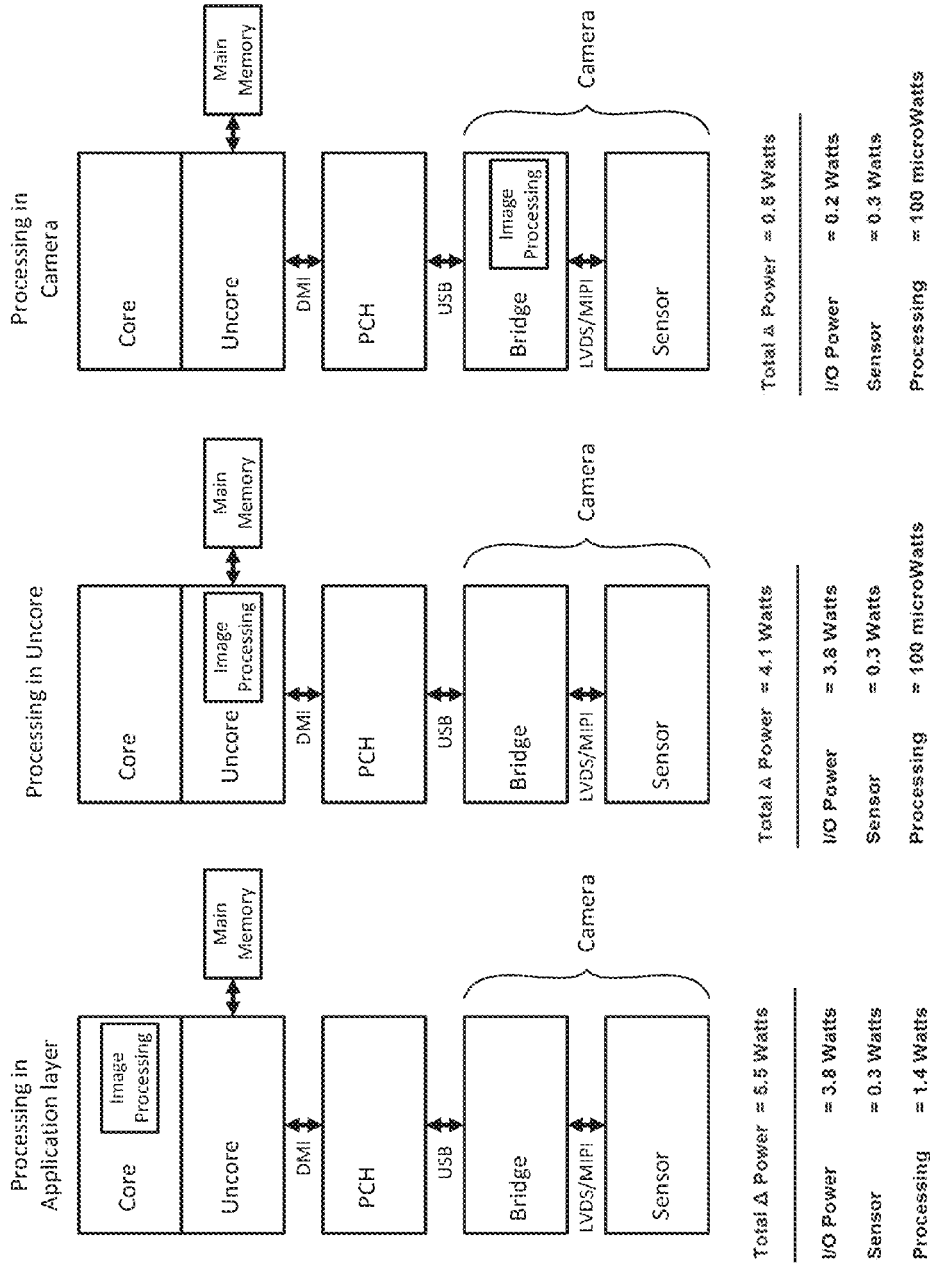 Processing in
Application layer
Core
Image
Processing
Uncore
Main
Memory
DMI
PCH
USB
Bridge
LVDS/MIPI
Sensor
Camera
Total Δ Power = 5.5 Watts
I/O Power = 3.8 Watts
Sensor = 0.3 Watts
Processing = 1.4 Watts
Processing in Uncore
Core
Uncore
Image
Processing
Main
Memory
DMI
PCH
USB
Bridge
LVDS/MIPI
Sensor
Camera
Total Δ Power = 4.1 Watts
I/O Power = 3.8 Watts
Sensor = 0.3 Watts
Processing = 100 microWatts
Processing in
Camera
Core
Uncore
Main
Memory
DMI
PCH
USB
Bridge
Image
Processing
LVDS/MIPI
Sensor
Camera
Total Δ Power = 0.5 Watts
I/O Power = 0.2 Watts
Sensor = 0.3 Watts
Processing = 100 microWatts